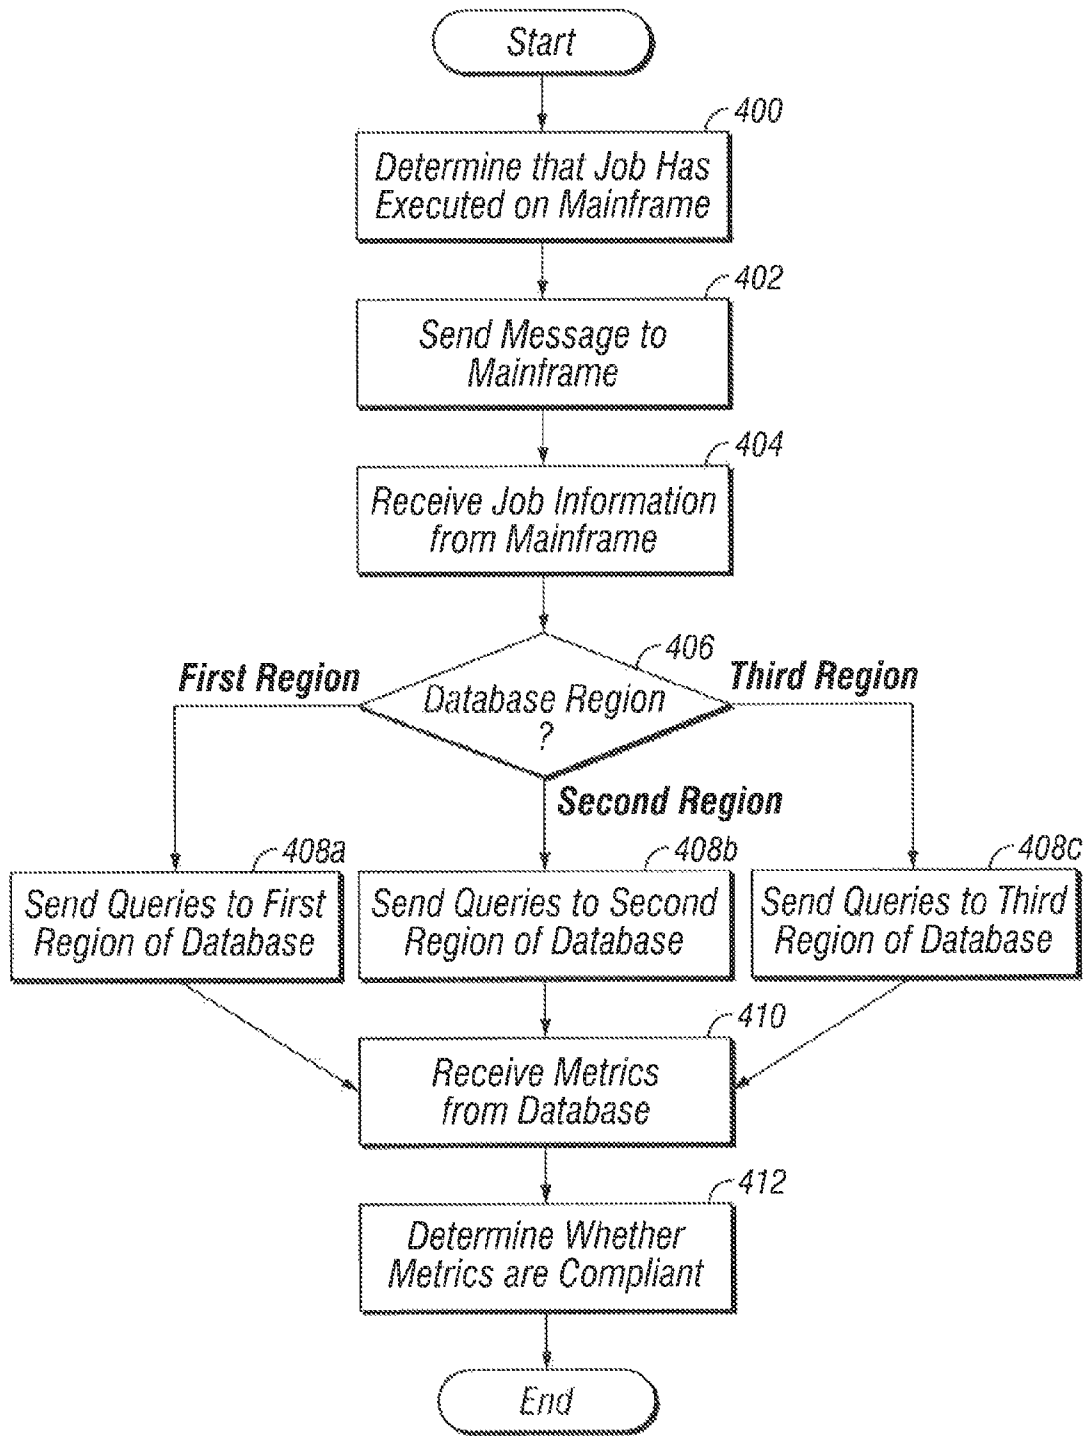 Start
400
Determine that Job Has
Executed on Mainframe
402
Send Message to
Mainframe
404
Receive Job Information
from Mainframe
406
First Region
Database Region
?
Third Region
Second Region
408a
Send Queries to First
Region of Database
408b
Send Queries to Second
Region of Database
408c
Send Queries to Third
Region of Database
410
Receive Metrics
from Database
412
Determine Whether
Metrics are Compliant
End